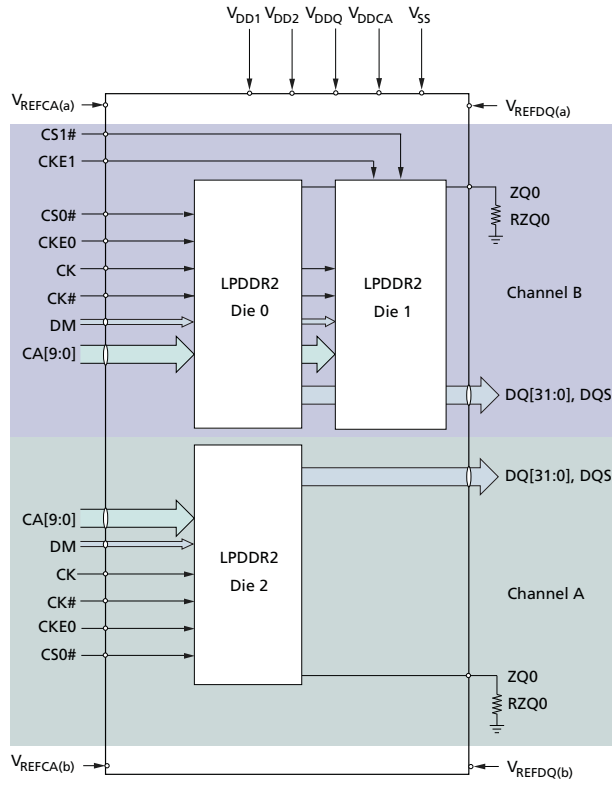 VDD1 VDD2 VDDQ VDDCA VSS
VREFCA(a)
VREFDQ(a)
CS1#
CKE1
ZQ0
RZQ0
CS0#
CKE0
CK
CK#
DM
CA[9:0]
LPDDR2
Die 0
LPDDR2
Die 1
Channel B
DQ[31:0], DQS
DQ[31:0], DQS
CA[9:0]
DM
CK
CK#
CKE0
CS0#
LPDDR2
Die 2
Channel A
ZQ0
RZQ0
VREFCA(b)
VREFDQ(b)